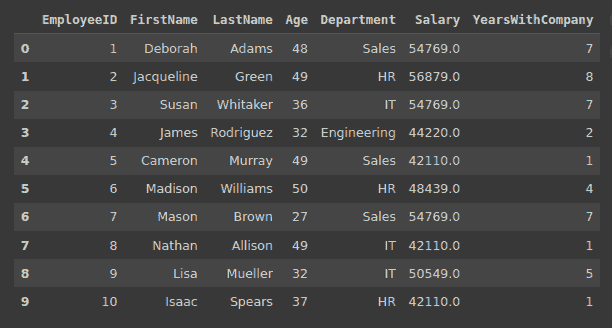 EmployeeID FirstName LastName Age Department Salary YearsWithCompany
0 1 Deborah Adams 48 Sales 54769.0 7
1 2 Jacqueline Green 49 HR 56879.0 8
2 3 Susan Whitaker 36 IT 54769.0 7
3 4 James Rodriguez 32 Engineering 44220.0 2
4 5 Cameron Murray 49 Sales 42110.0 1
5 6 Madison Williams 50 HR 48439.0 4
6 7 Mason Brown 27 Sales 54769.0 7
7 8 Nathan Allison 49 IT 42110.0 1
8 9 Lisa Mueller 32 IT 50549.0 5
9 10 Isaac Spears 37 HR 42110.0 1